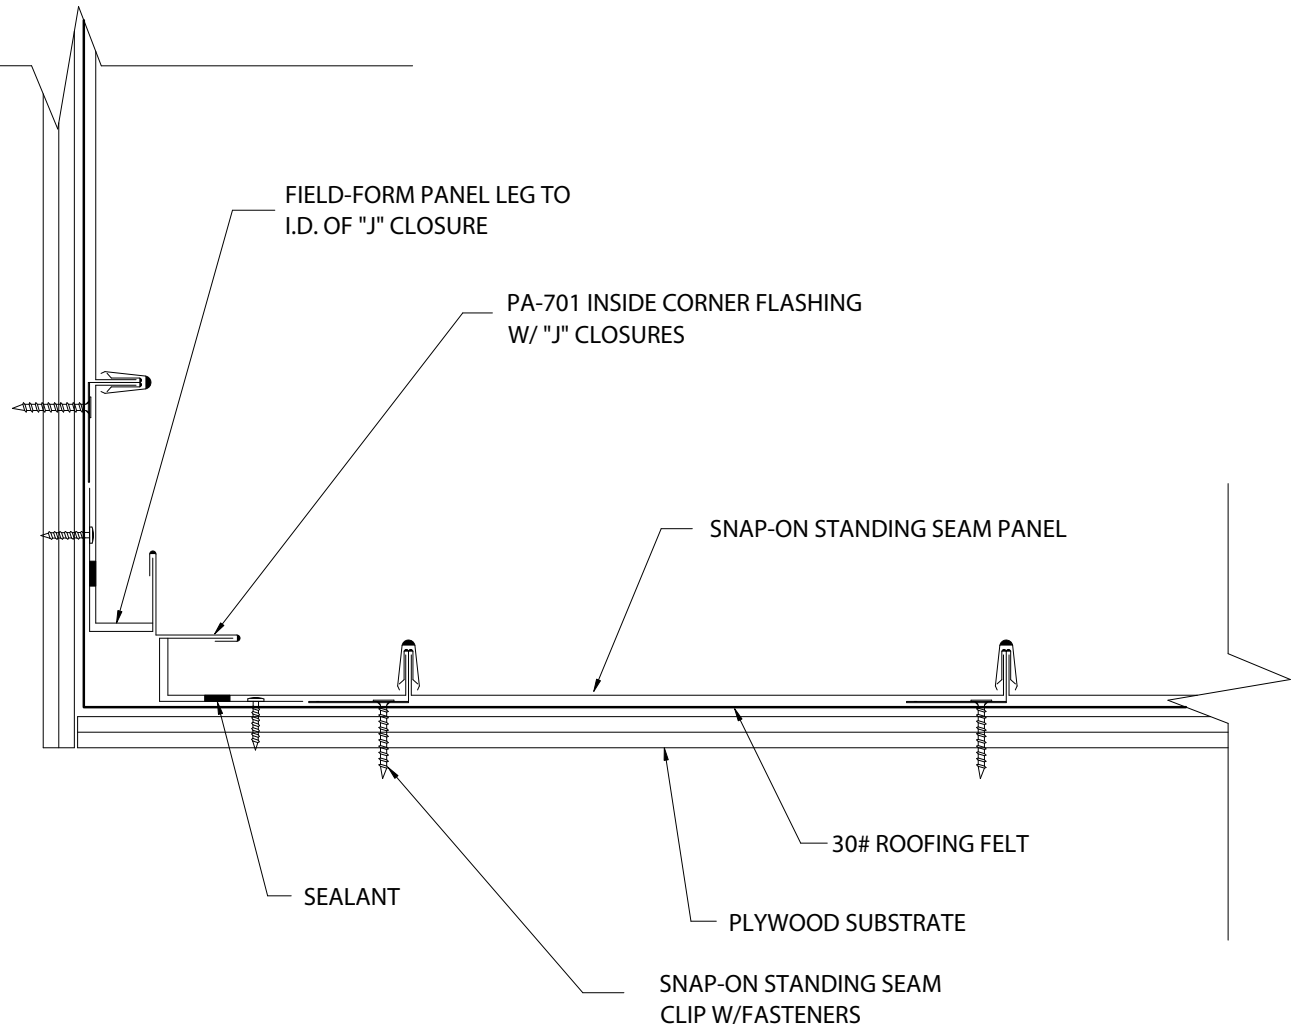 FIELD-FORM PANEL LEG TO
I.D. OF "J" CLOSURE
PA-701 INSIDE CORNER FLASHING
W/ "J" CLOSURES
SNAP-ON STANDING SEAM PANEL
30# ROOFING FELT
SEALANT
PLYWOOD SUBSTRATE
SNAP-ON STANDING SEAM
CLIP W/FASTENERS